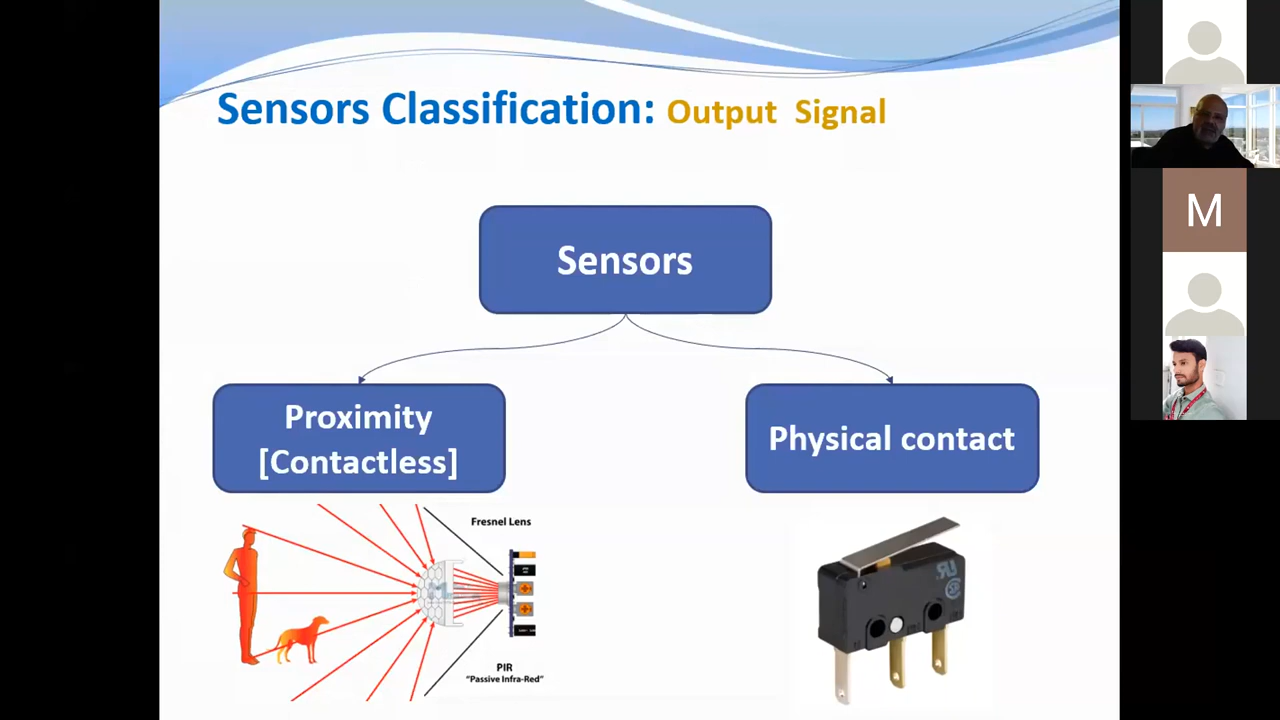 Sensors Classification: Output Signal
Sensors
Proximity
[Contactless]
Physical contact
Fresnel Lens
PIR
"Passive Infra-Red"
M